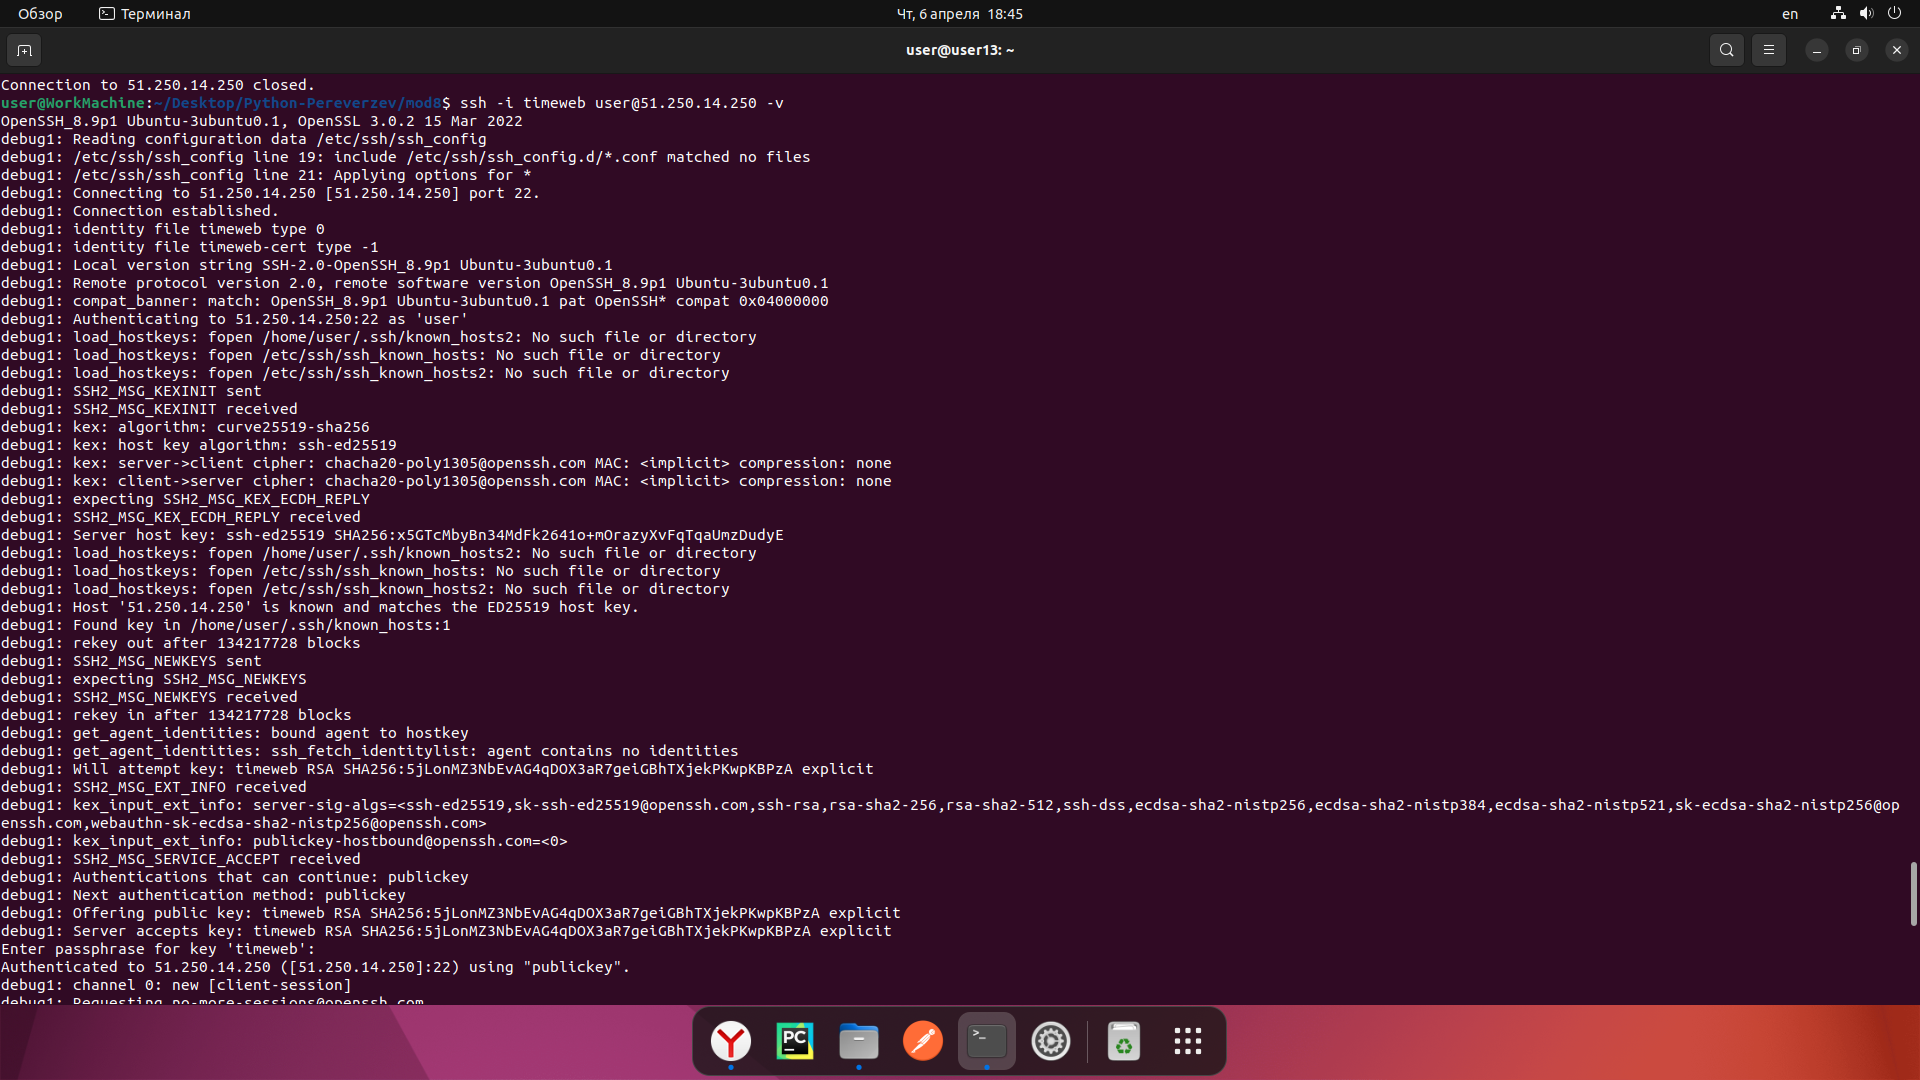 Обзор
Терминал
Чт, 6 апреля 18:45
en
user@user13: ~
Connection to 51.250.14.250 closed.
user@WorkMachine:~/Desktop/Python-Pereverzev/mod8$ ssh -i timeweb user@51.250.14.250 -v
OpenSSH_8.9p1 Ubuntu-3ubuntu0.1, OpenSSL 3.0.2 15 Mar 2022
debug1: Reading configuration data /etc/ssh/ssh_config
debug1: /etc/ssh/ssh_config line 19: include /etc/ssh/ssh_config.d/*.conf matched no files
debug1: /etc/ssh/ssh_config line 21: Applying options for *
debug1: Connecting to 51.250.14.250 [51.250.14.250] port 22.
debug1: Connection established.
debug1: identity file timeweb type 0
debug1: identity file timeweb-cert type -1
debug1: Local version string SSH-2.0-OpenSSH_8.9p1 Ubuntu-3ubuntu0.1
debug1: Remote protocol version 2.0, remote software version OpenSSH_8.9p1 Ubuntu-3ubuntu0.1
debug1: compat_banner: match: OpenSSH_8.9p1 Ubuntu-3ubuntu0.1 pat OpenSSH* compat 0x04000000
debug1: Authenticating to 51.250.14.250:22 as 'user'
debug1: load_hostkeys: fopen /home/user/.ssh/known_hosts2: No such file or directory
debug1: load_hostkeys: fopen /etc/ssh/ssh_known_hosts: No such file or directory
debug1: load_hostkeys: fopen /etc/ssh/ssh_known_hosts2: No such file or directory
debug1: SSH2_MSG_KEXINIT sent
debug1: SSH2_MSG_KEXINIT received
debug1: kex: algorithm: curve25519-sha256
debug1: kex: host key algorithm: ssh-ed25519
debug1: kex: server->client cipher: chacha20-poly1305@openssh.com MAC: <implicit> compression: none
debug1: kex: client->server cipher: chacha20-poly1305@openssh.com MAC: <implicit> compression: none
debug1: expecting SSH2_MSG_KEX_ECDH_REPLY
debug1: SSH2_MSG_KEX_ECDH_REPLY received
debug1: Server host key: ssh-ed25519 SHA256:x5GTcMbyBn34MdFk2641o+mOrazyXvFqTqaUmzDudyE
debug1: load_hostkeys: fopen /home/user/.ssh/known_hosts2: No such file or directory
debug1: load_hostkeys: fopen /etc/ssh/ssh_known_hosts: No such file or directory
debug1: load_hostkeys: fopen /etc/ssh/ssh_known_hosts2: No such file or directory
debug1: Host '51.250.14.250' is known and matches the ED25519 host key.
debug1: Found key in /home/user/.ssh/known_hosts:1
debug1: rekey out after 134217728 blocks
debug1: SSH2_MSG_NEWKEYS sent
debug1: expecting SSH2_MSG_NEWKEYS
debug1: SSH2_MSG_NEWKEYS received
debug1: rekey in after 134217728 blocks
debug1: get_agent_identities: bound agent to hostkey
debug1: get_agent_identities: ssh_fetch_identitylist: agent contains no identities
debug1: Will attempt key: timeweb RSA SHA256:5jLonMZ3NbEvAG4qDOX3aR7geiGBhTXjekPKwpKBPzA explicit
debug1: SSH2_MSG_EXT_INFO received
debug1: kex_input_ext_info: server-sig-algs=<ssh-ed25519,sk-ssh-ed25519@openssh.com,ssh-rsa,rsa-sha2-256,rsa-sha2-512,ssh-dss,ecdsa-sha2-nistp256,ecdsa-sha2-nistp384,ecdsa-sha2-nistp521,sk-ecdsa-sha2-nistp256@op
enssh.com,webauthn-sk-ecdsa-sha2-nistp256@openssh.com>
debug1: kex_input_ext_info: publickey-hostbound@openssh.com=<0>
debug1: SSH2_MSG_SERVICE_ACCEPT received
debug1: Authentications that can continue: publickey
debug1: Next authentication method: publickey
debug1: Offering public key: timeweb RSA SHA256:5jLonMZ3NbEvAG4qDOX3aR7geiGBhTXjekPKwpKBPzA explicit
debug1: Server accepts key: timeweb RSA SHA256:5jLonMZ3NbEvAG4qDOX3aR7geiGBhTXjekPKwpKBPzA explicit
Enter passphrase for key 'timeweb':
Authenticated to 51.250.14.250 ([51.250.14.250]:22) using "publickey".
debug1: channel 0: new [client-session]
debug1: Requesting no-more-sessions@openssh.com
PC